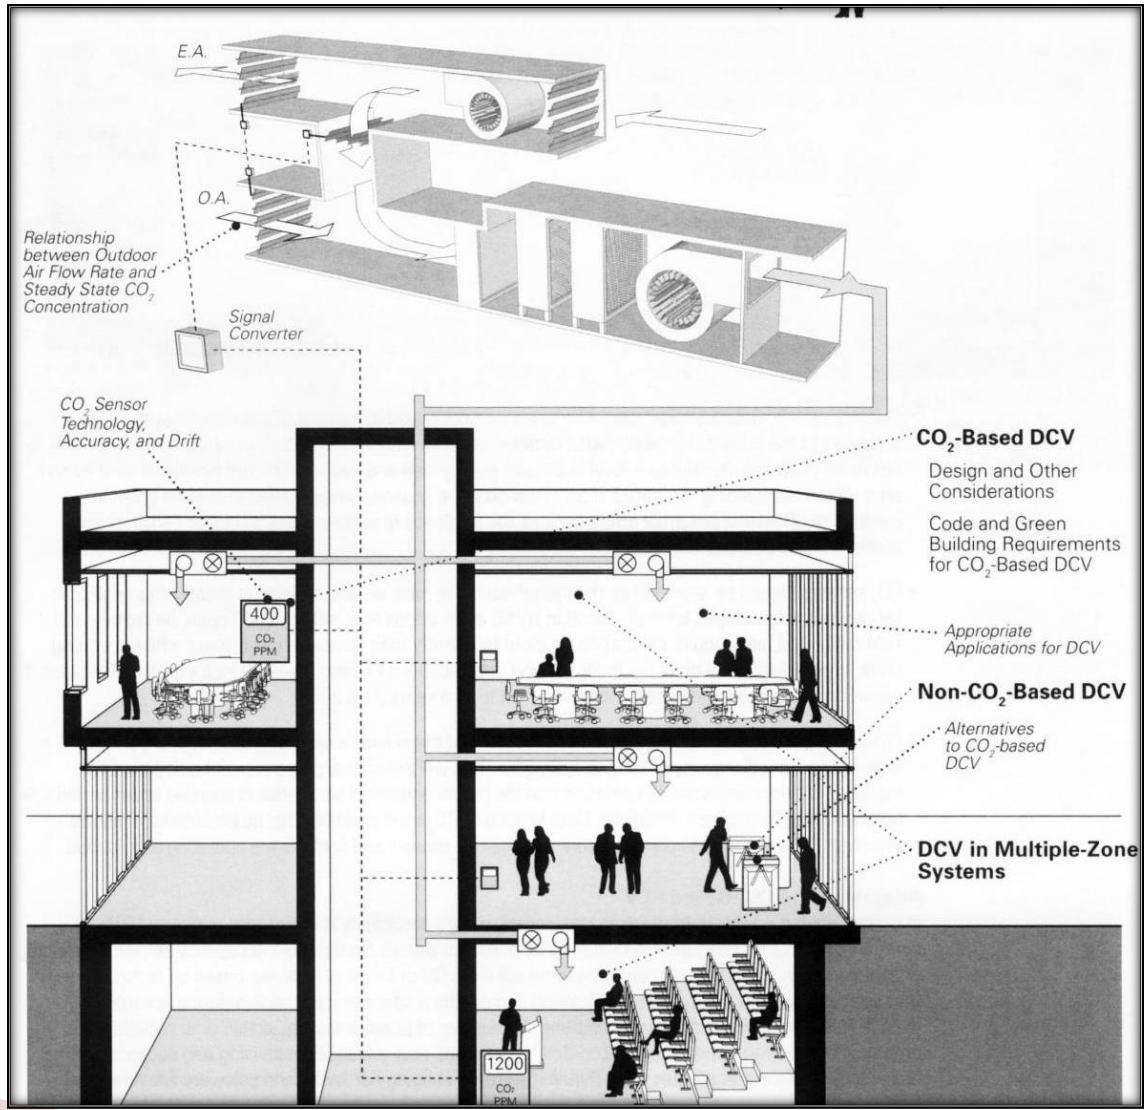 E.A.
O.A.
Relationship
between Outdoor
Air Flow Rate and
Steady State CO₂
Concentration
Signal
Converter
CO₂ Sensor
Technology,
Accuracy, and Drift
CO₂-Based DCV
Design and Other
Considerations
Code and Green
Building Requirements
for CO₂-Based DCV
400
CO₂
PPM
Appropriate
Applications for DCV
Non-CO₂-Based DCV
Alternatives
to CO₂-based
DCV
DCV in Multiple-Zone
Systems
1200
CO₂
PPM